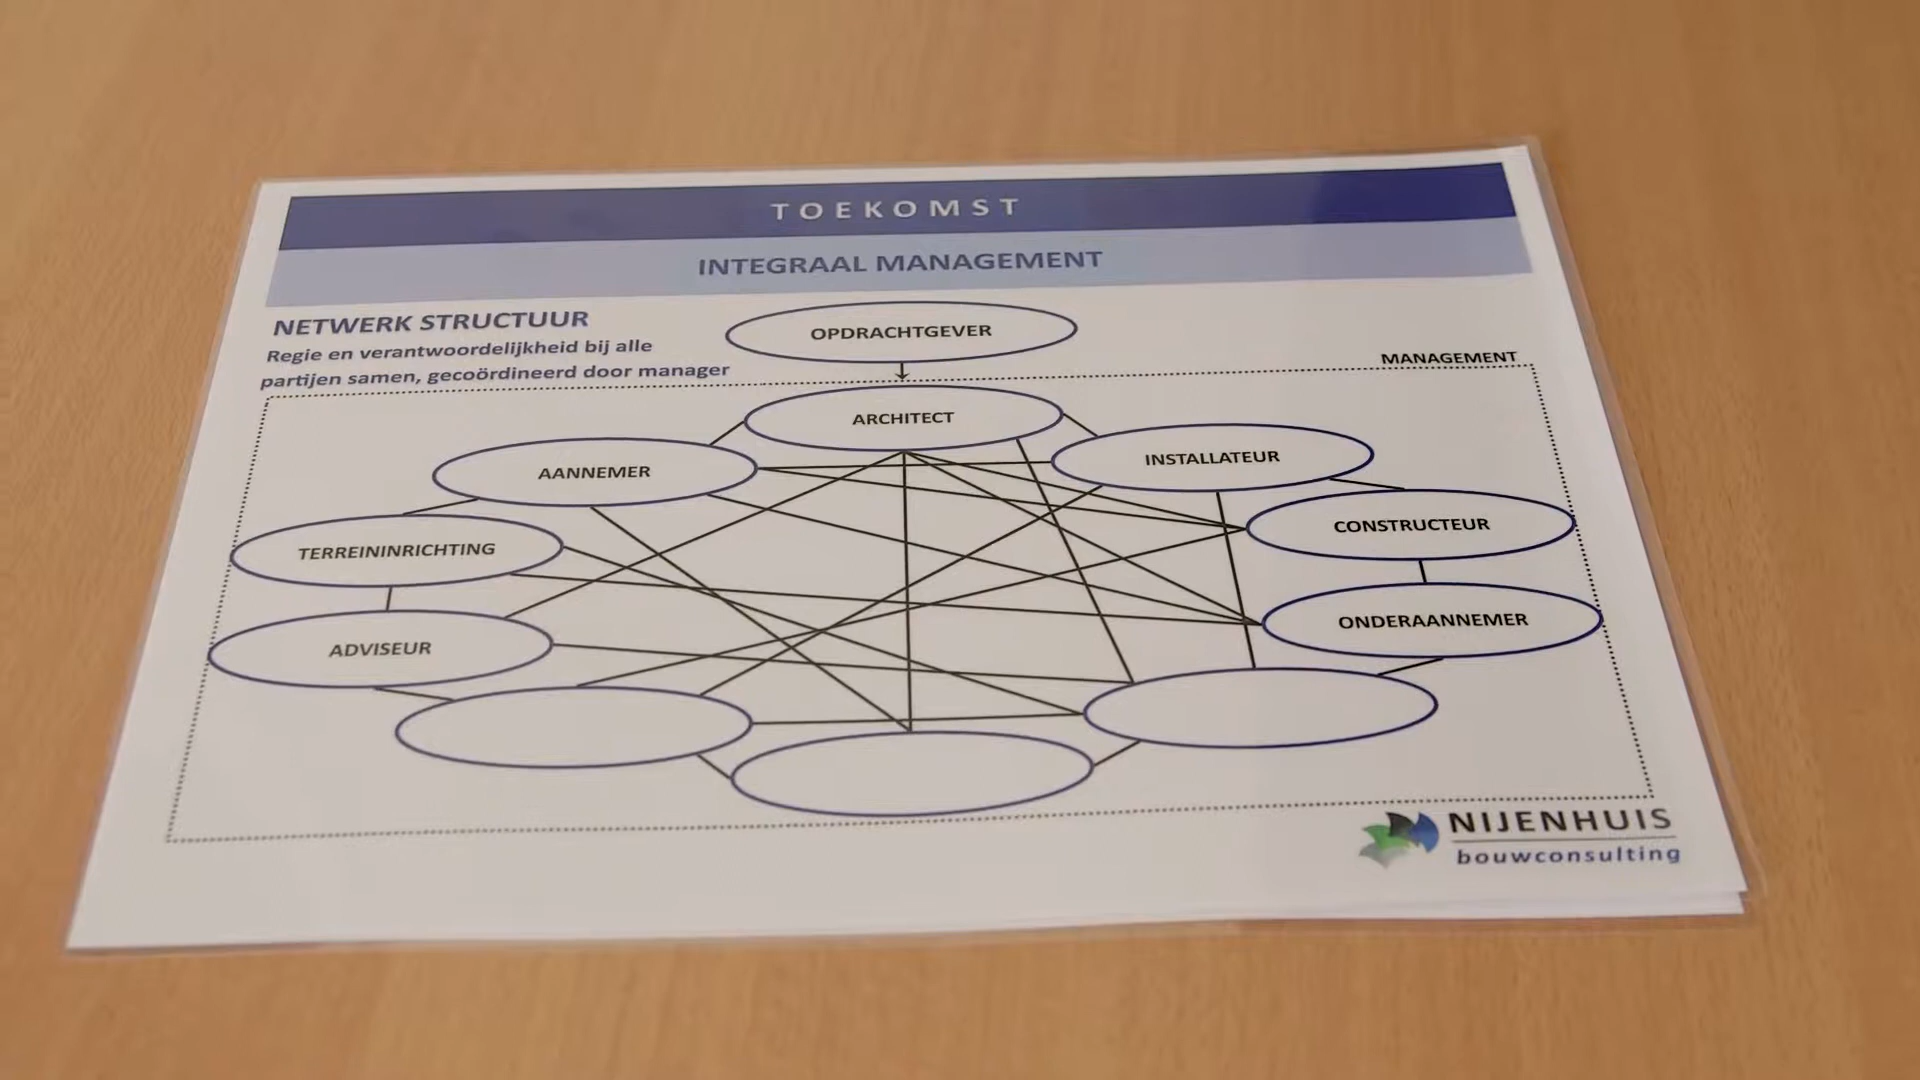 TOEKOMST
INTEGRAAL MANAGEMENT
NETWERK STRUCTUUR
Regie en verantwoordelijkheid bij alle
partijen samen, gecoördineerd door manager
OPDRACHTGEVER
MANAGEMENT
ARCHITECT
AANNEMER
INSTALLATEUR
TERREININRICHTING
CONSTRUCTEUR
ADVISEUR
ONDERAANNEMER
NIJENHUIS
bouwconsulting